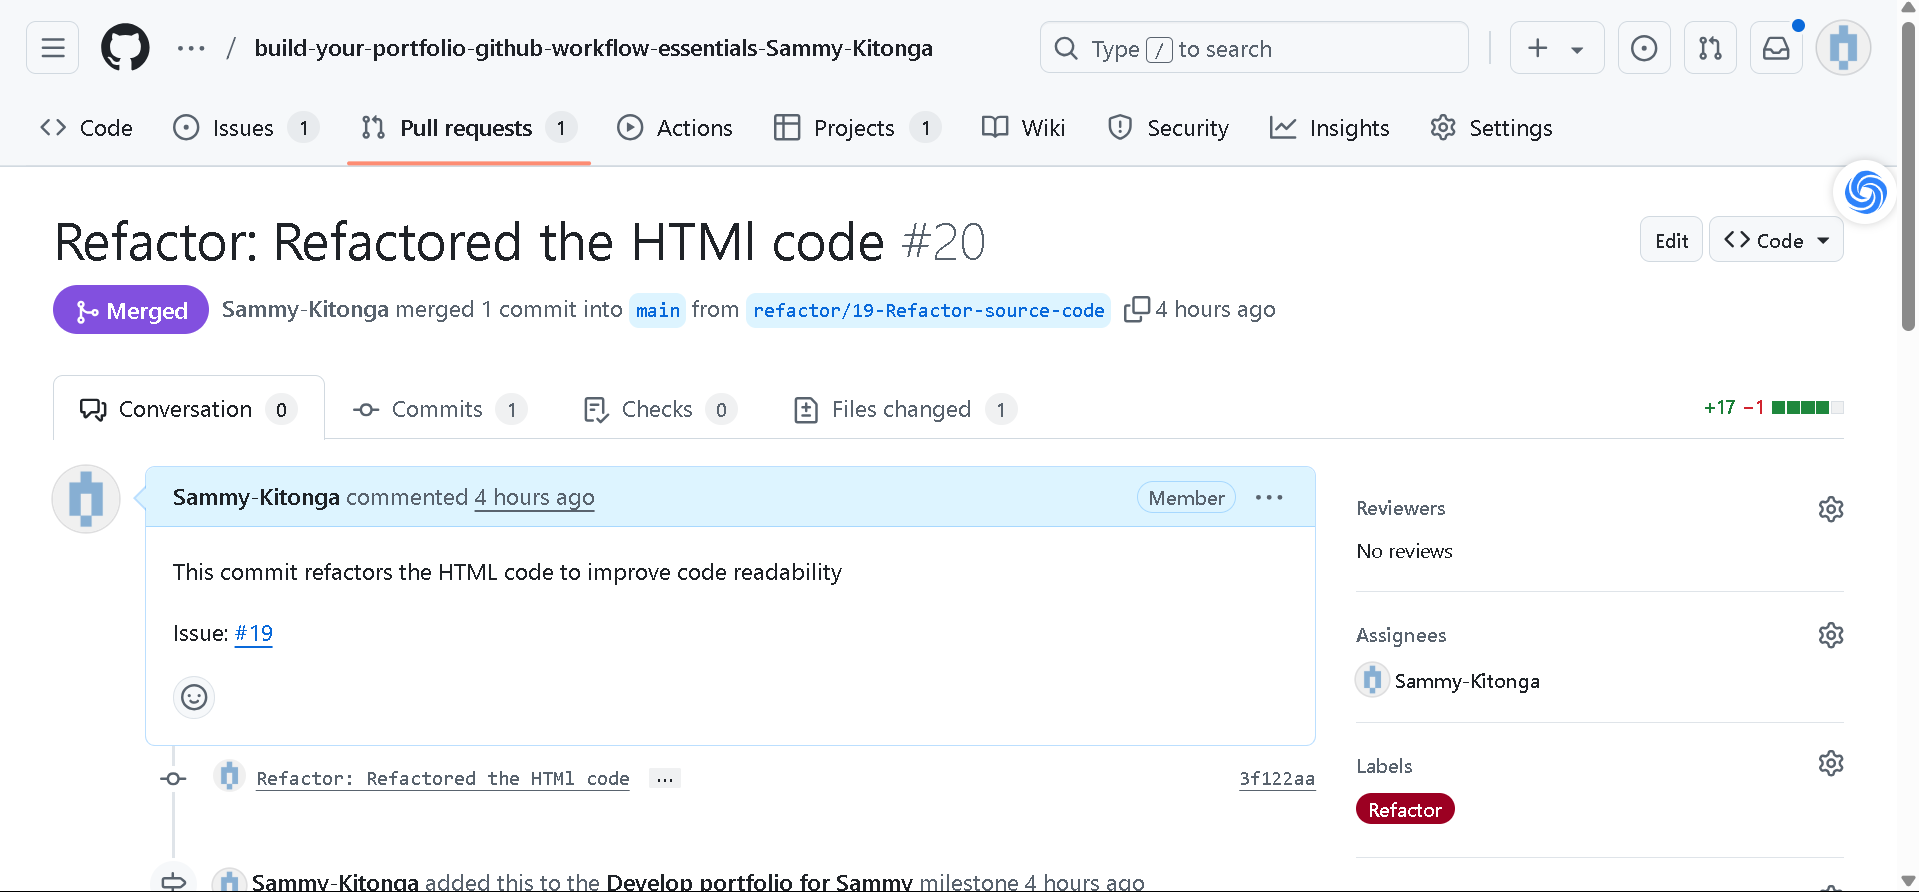 ... / build-your-portfolio-github-workflow-essentials-Sammy-Kitonga Type / to search
Code Issues 1 Pull requests 1 Actions Projects 1 Wiki Security Insights Settings
Refactor: Refactored the HTMl code #20
Edit Code
Merged Sammy-Kitonga merged 1 commit into main from refactor/19-Refactor-source-code 4 hours ago
Conversation 0 Commits 1 Checks 0 Files changed 1 +17 −1
Sammy-Kitonga commented 4 hours ago Member ...
This commit refactors the HTML code to improve code readability
Issue: #19
Reviewers
No reviews
Assignees
Sammy-Kitonga
Labels
Refactor
Refactor: Refactored the HTMl code ... 3f122aa
Sammy-Kitonga added this to the Develop portfolio for Sammy milestone 4 hours ago